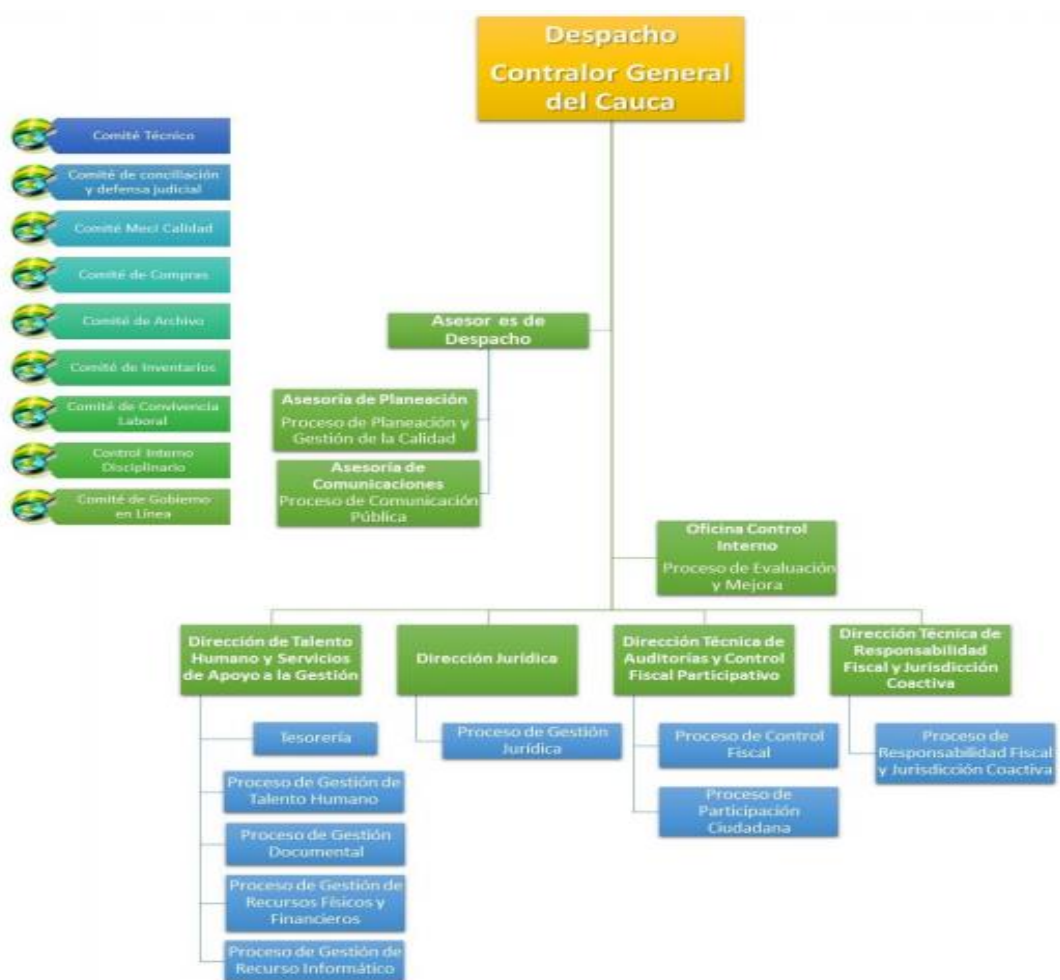 Despacho
Contralor General
del Cauca
Comité Técnico
Comité de conciliación
y defensa judicial
Comité Meci Calidad
Comité de Compras
Comité de Archivo
Comité de Inventarios
Comité de Convivencia
Laboral
Control Interno
Disciplinario
Comité de Gobierno
en Línea
Asesor es de
Despacho
Asesoría de Planeación
Proceso de Planeación y
Gestión de la Calidad
Asesoría de
Comunicaciones
Proceso de Comunicación
Pública
Oficina Control
Interno
Proceso de Evaluación
y Mejora
Dirección de Talento
Humano y Servicios
de Apoyo a la Gestión
Tesorería
Proceso de Gestión de
Talento Humano
Proceso de Gestión
Documental
Proceso de Gestión de
Recursos Físicos y
Financieros
Proceso de Gestión de
Recurso Informático
Dirección Jurídica
Proceso de Gestión
Jurídica
Dirección Técnica de
Auditorías y Control
Fiscal Participativo
Proceso de Control
Fiscal
Proceso de
Participación
Ciudadana
Dirección Técnica de
Responsabilidad
Fiscal y Jurisdicción
Coactiva
Proceso de
Responsabilidad Fiscal
y Jurisdicción Coactiva